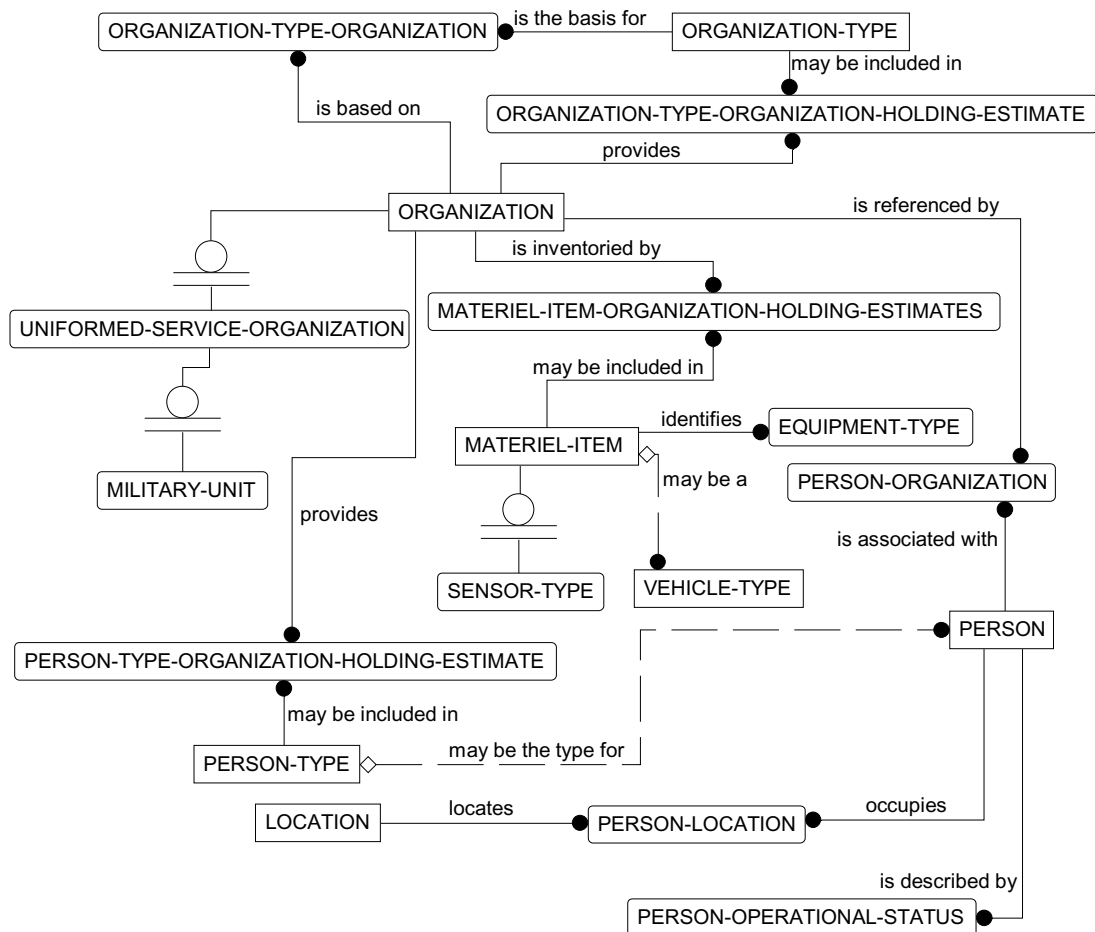 ORGANIZATION-TYPE-ORGANIZATION
is the basis for
ORGANIZATION-TYPE
may be included in
is based on
ORGANIZATION-TYPE-ORGANIZATION-HOLDING-ESTIMATE
provides
ORGANIZATION
is referenced by
is inventoried by
MATERIEL-ITEM-ORGANIZATION-HOLDING-ESTIMATES
UNIFORMED-SERVICE-ORGANIZATION
may be included in
identifies
EQUIPMENT-TYPE
MATERIEL-ITEM
may be a
MILITARY-UNIT
PERSON-ORGANIZATION
provides
is associated with
SENSOR-TYPE
VEHICLE-TYPE
PERSON
PERSON-TYPE-ORGANIZATION-HOLDING-ESTIMATE
may be included in
may be the type for
PERSON-TYPE
LOCATION
locates
PERSON-LOCATION
occupies
is described by
PERSON-OPERATIONAL-STATUS